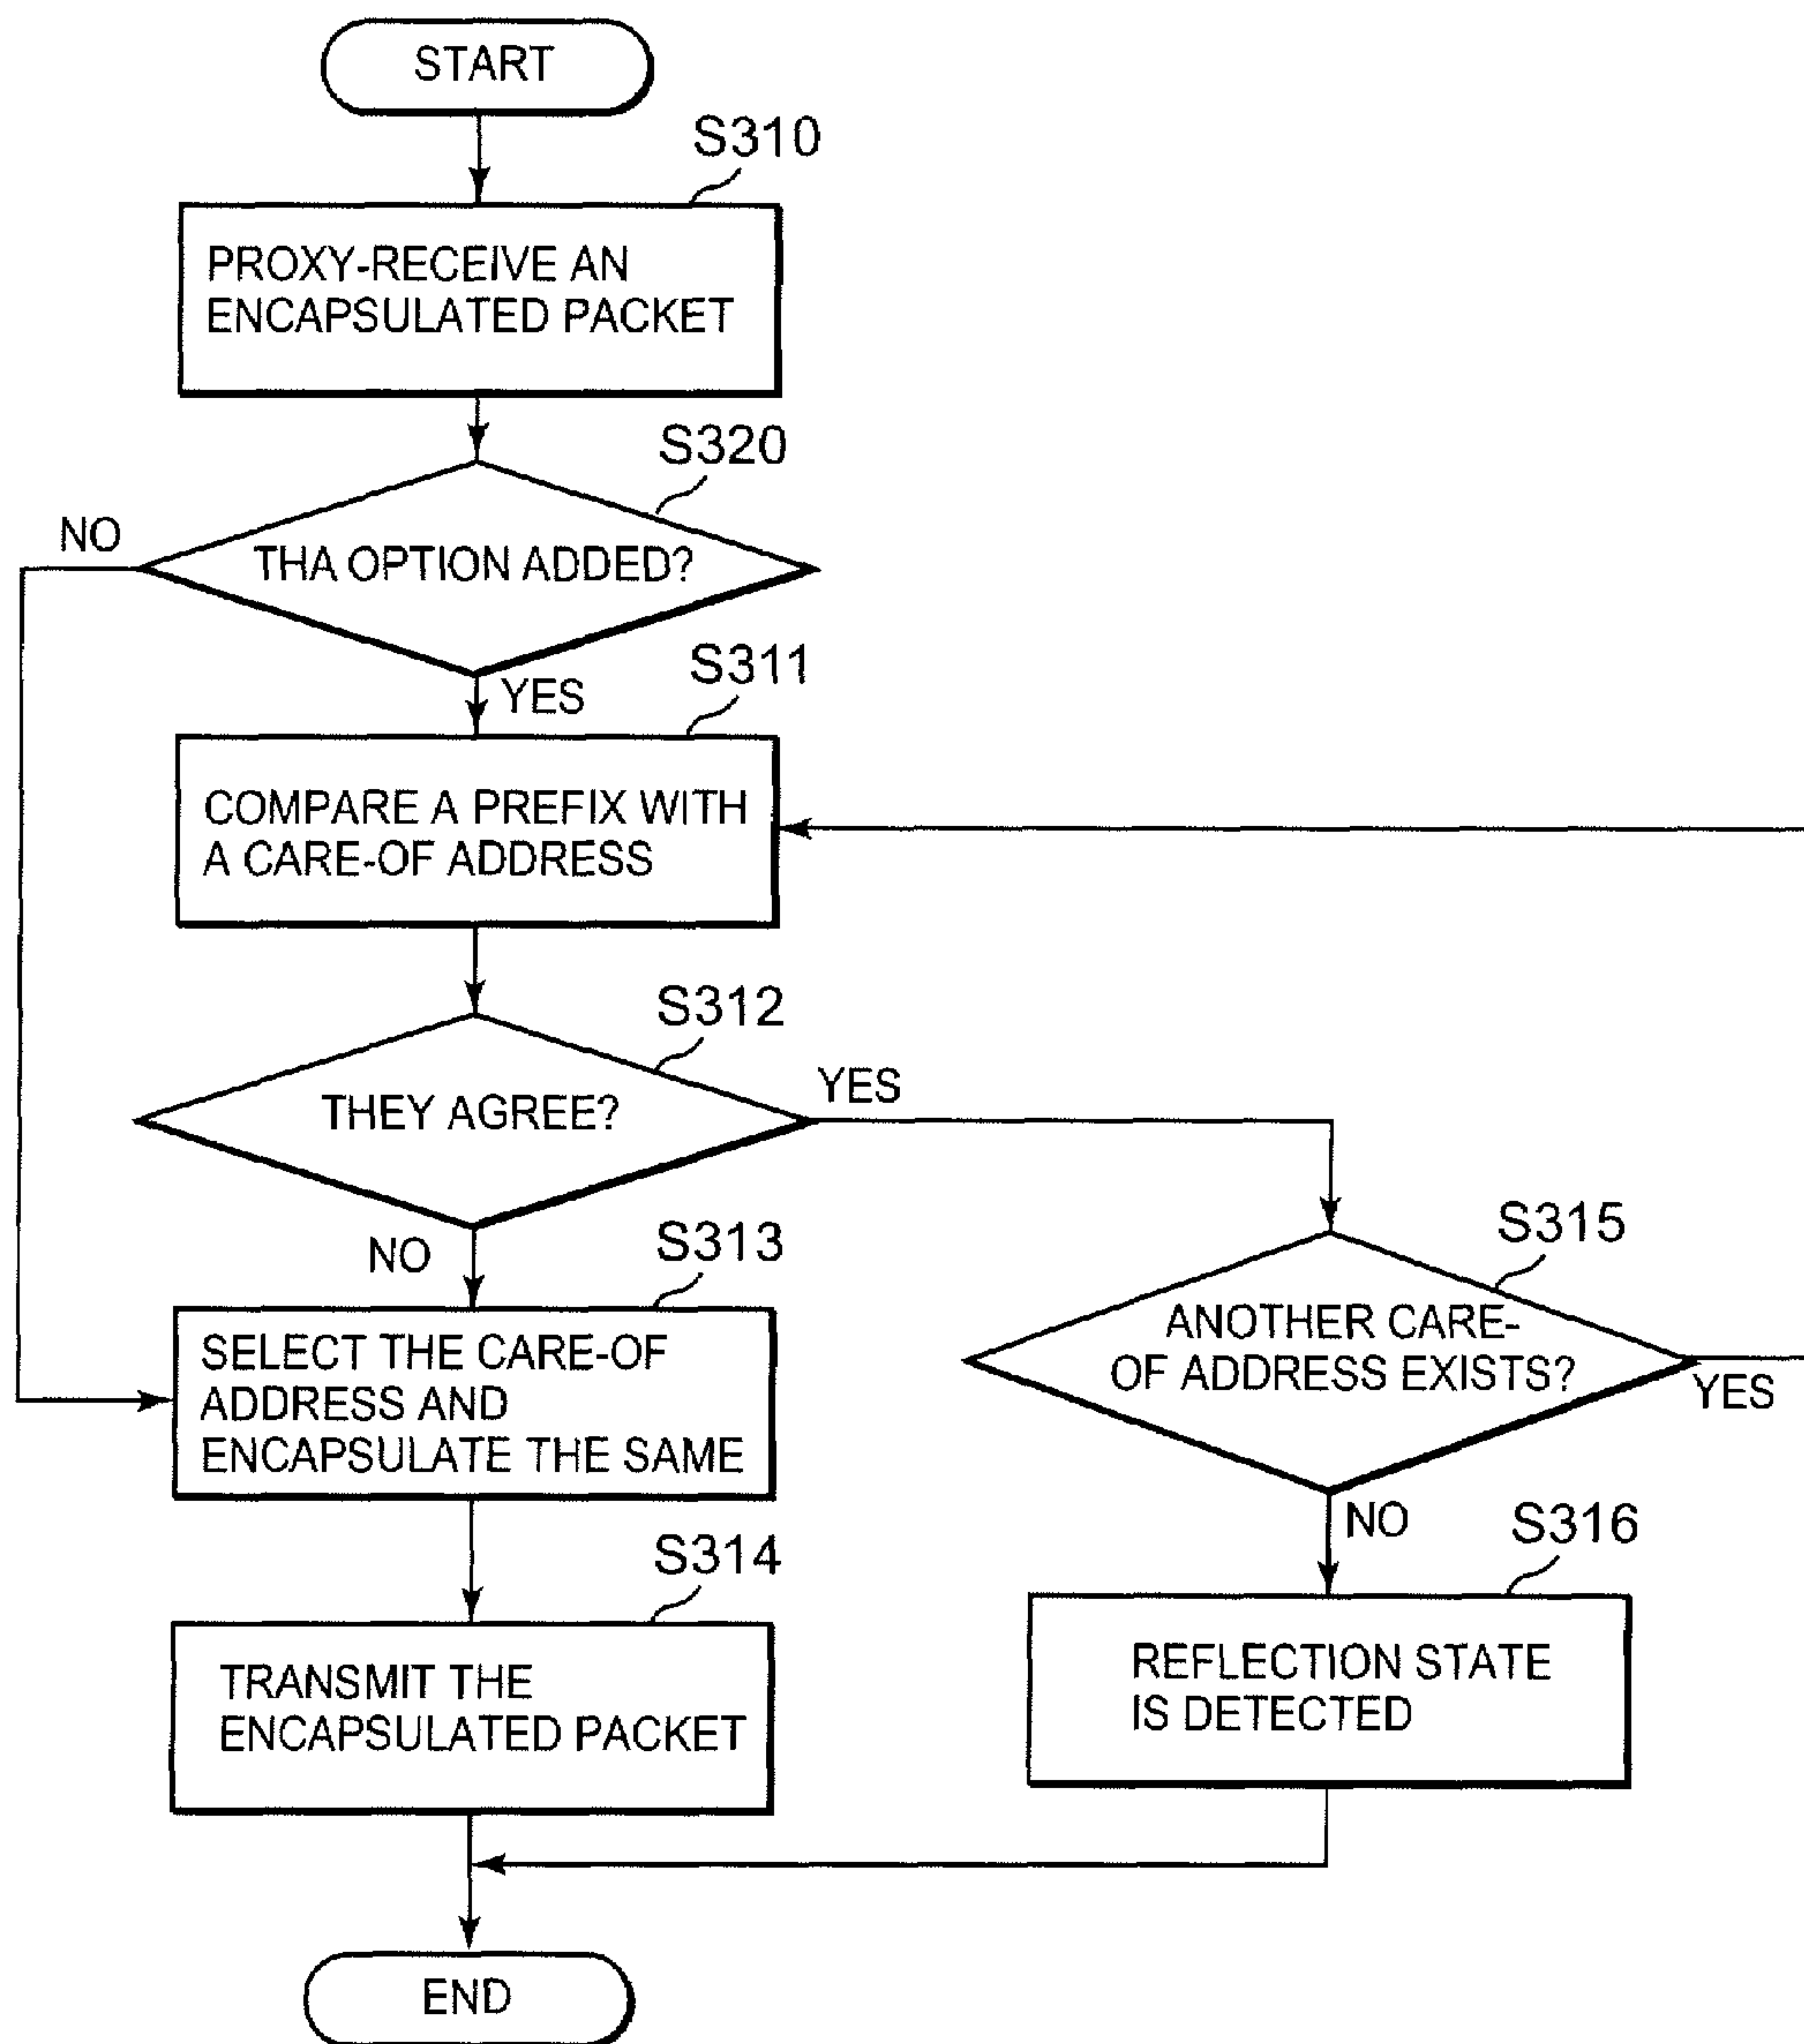 START
S310
PROXY-RECEIVE AN
ENCAPSULATED PACKET
S320
NO
THA OPTION ADDED?
S311
YES
COMPARE A PREFIX WITH
A CARE-OF ADDRESS
S312
YES
THEY AGREE?
S315
NO
S313
ANOTHER CARE-
OF ADDRESS EXISTS?
YES
SELECT THE CARE-OF
ADDRESS AND
ENCAPSULATE THE SAME
NO
S316
S314
REFLECTION STATE
IS DETECTED
TRANSMIT THE
ENCAPSULATED PACKET
END